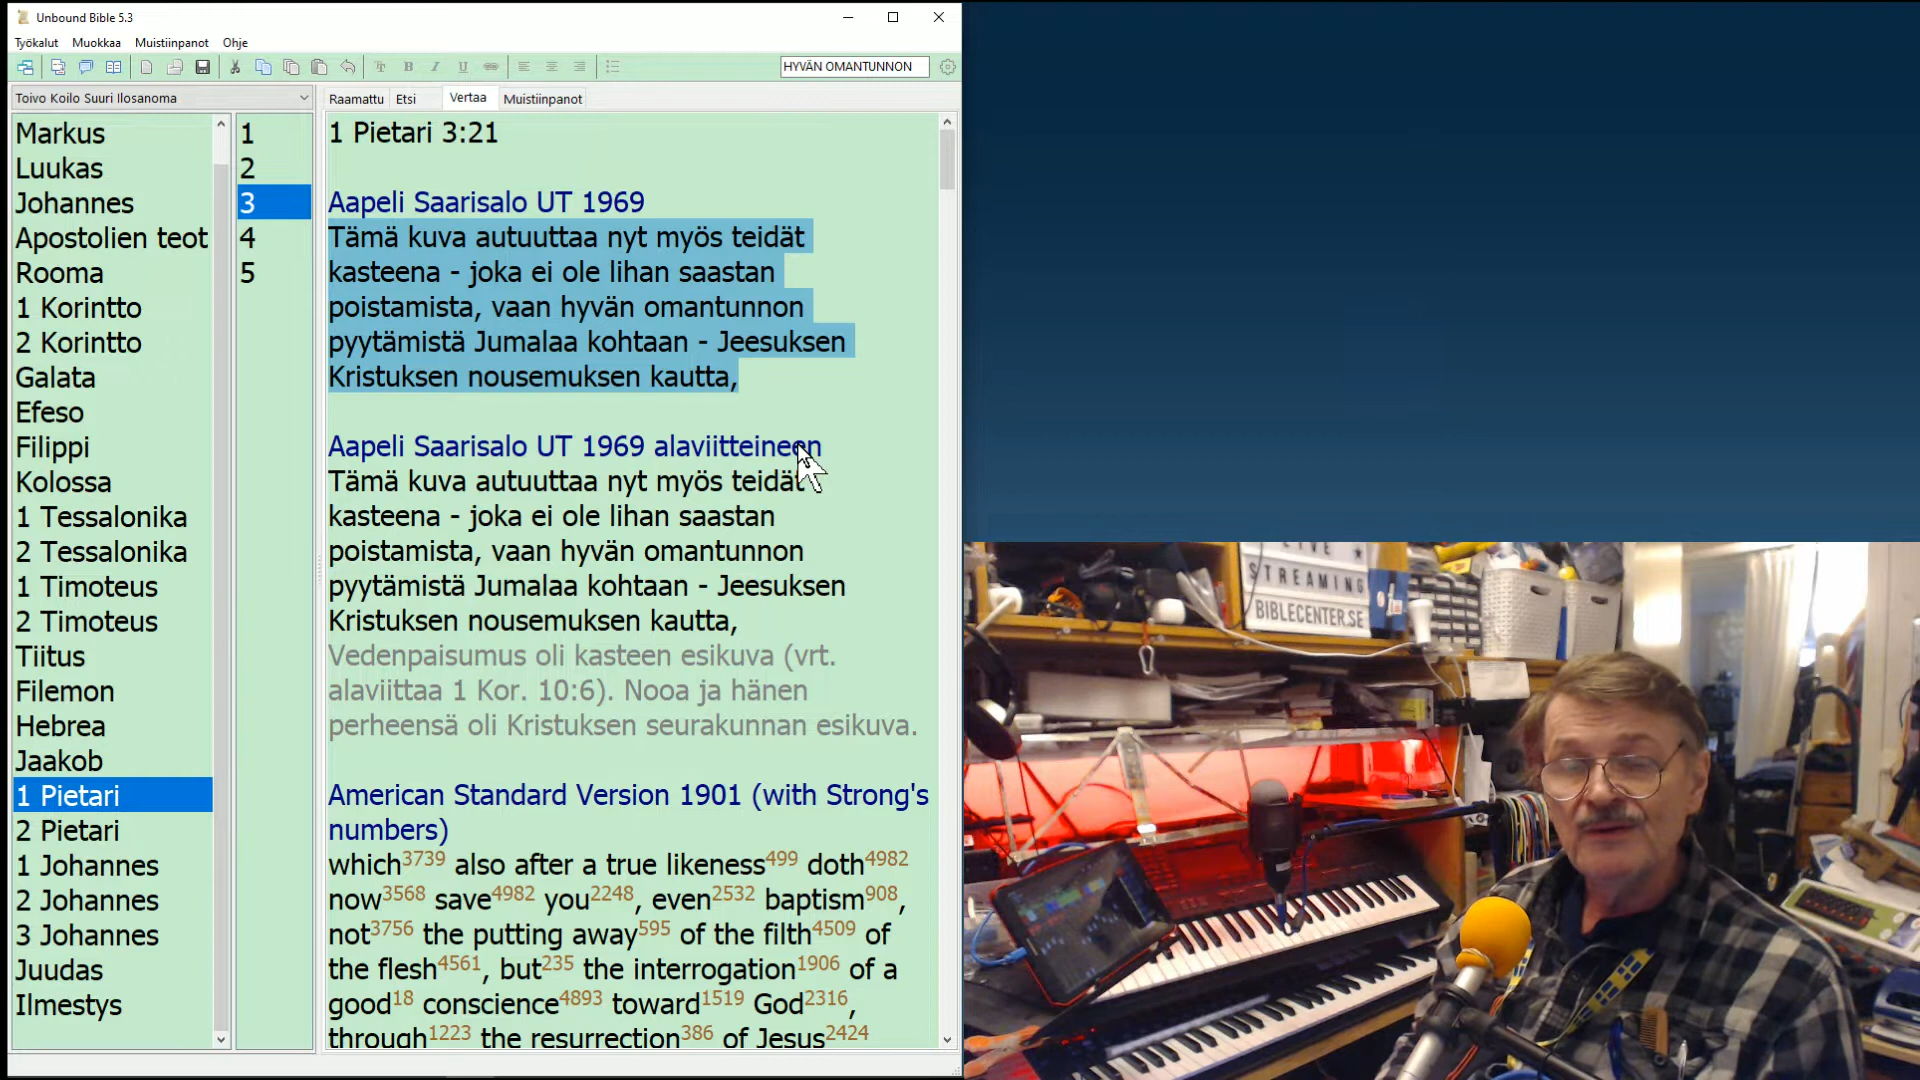 Unbound Bible 5.3
Työkalut Muokkaa Muistiinpanot Ohje
HYVÄN OMANTUNNON
Toivo Koilo Suuri Ilosanoma
Raamattu Etsi Vertaa Muistiinpanot
Markus
Luukas
Johannes
Apostolien teot
Rooma
1 Korintto
2 Korintto
Galata
Efeso
Filippi
Kolossa
1 Tessalonika
2 Tessalonika
1 Timoteus
2 Timoteus
Tiitus
Filemon
Hebrea
Jaakob
1 Pietari
2 Pietari
1 Johannes
2 Johannes
3 Johannes
Juudas
Ilmestys
1
2
3
4
5
1 Pietari 3:21
Aapeli Saarisalo UT 1969
Tämä kuva autuuttaa nyt myös teidät
kasteena - joka ei ole lihan saastan
poistamista, vaan hyvän omantunnon
pyytämistä Jumalaa kohtaan - Jeesuksen
Kristuksen nousemuksen kautta,
Aapeli Saarisalo UT 1969 alaviitteineen
Tämä kuva autuuttaa nyt myös teidät
kasteena - joka ei ole lihan saastan
poistamista, vaan hyvän omantunnon
pyytämistä Jumalaa kohtaan - Jeesuksen
Kristuksen nousemuksen kautta,
Vedenpaisumus oli kasteen esikuva (vrt.
alaviittaa 1 Kor. 10:6). Nooa ja hänen
perheensä oli Kristuksen seurakunnan esikuva.
American Standard Version 1901 (with Strong's
numbers)
which3739 also after a true likeness499 doth4982
now3568 save4982 you2248, even2532 baptism908,
not3756 the putting away595 of the filth4509 of
the flesh4561, but235 the interrogation1906 of a
good18 conscience4893 toward1519 God2316,
through1223 the resurrection386 of Jesus2424
LIVE
STREAMING
BIBLECENTER.SE